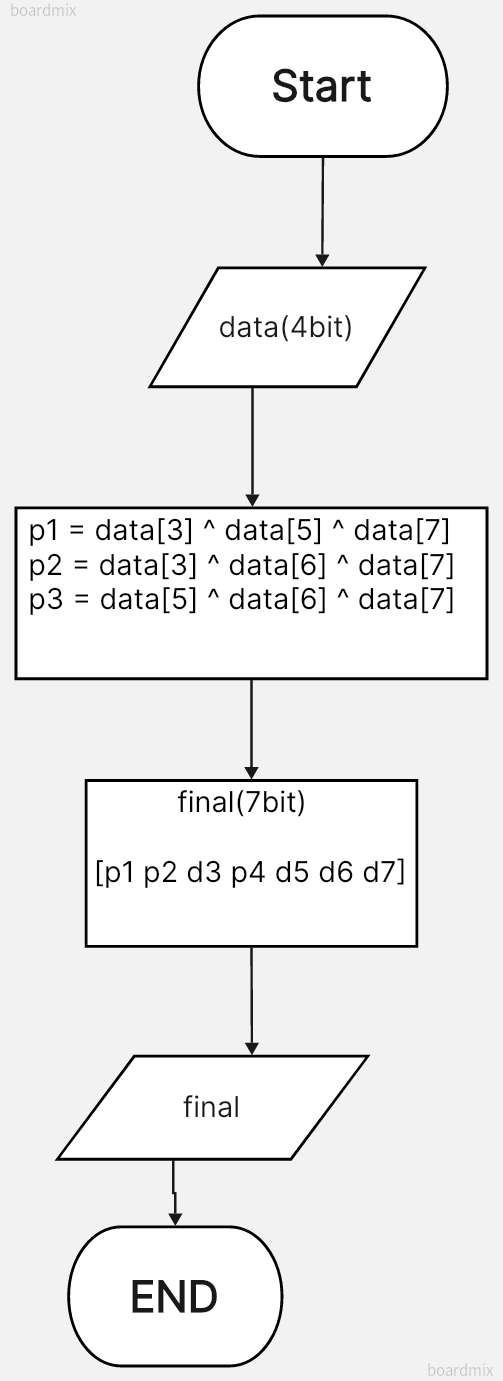 boardmix
Start
data(4bit)
p1 = data[3] ^ data[5] ^ data[7]
p2 = data[3] ^ data[6] ^ data[7]
p3 = data[5] ^ data[6] ^ data[7]
final(7bit)
[p1 p2 d3 p4 d5 d6 d7]
final
END
boardmix